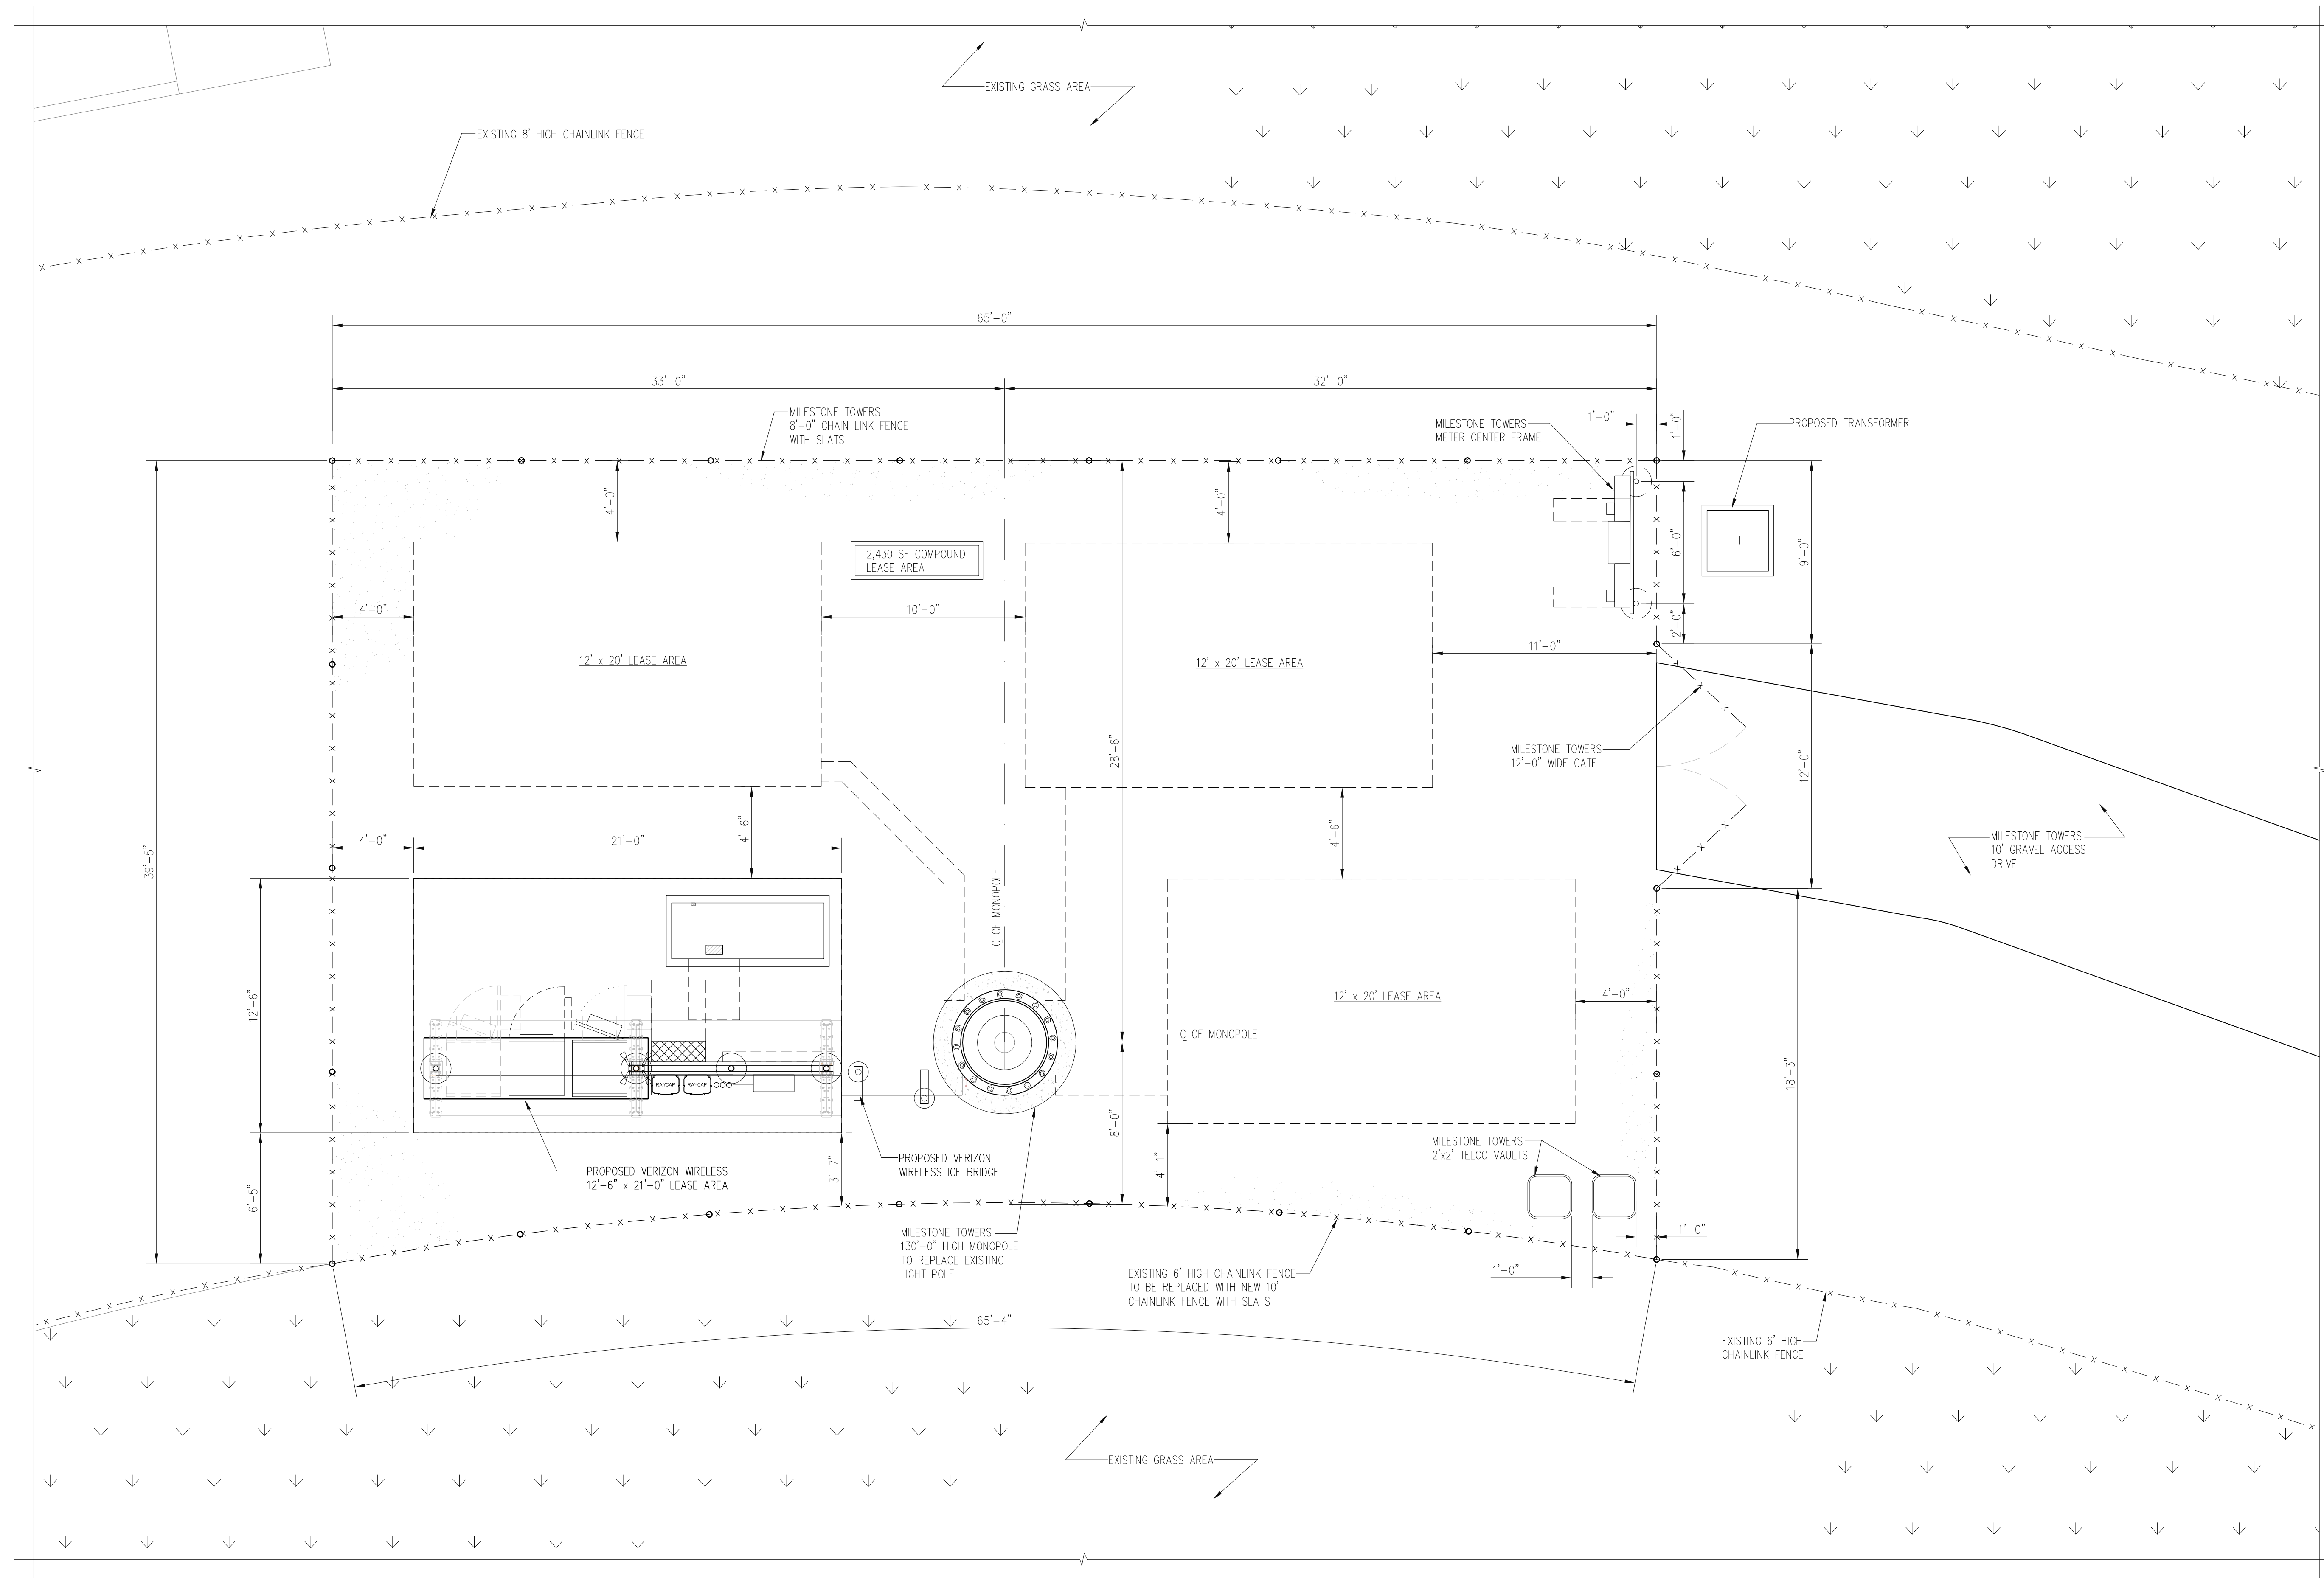 EXISTING GRASS AREA
EXISTING 8' HIGH CHAINLINK FENCE
65'-0"
33'-0"
32'-0"
MILESTONE TOWERS
8'-0" CHAIN LINK FENCE
WITH SLATS
MILESTONE TOWERS
METER CENTER FRAME
1'-0"
1'-0"
PROPOSED TRANSFORMER
4'-0"
4'-0"
2,430 SF COMPOUND
LEASE AREA
6'-0"
T
9'-0"
4'-0"
10'-0"
2'-0"
11'-0"
12' x 20' LEASE AREA
12' x 20' LEASE AREA
28'-6"
MILESTONE TOWERS
12'-0" WIDE GATE
12'-0"
39'-5"
4'-0"
21'-0"
4'-6"
4'-6"
MILESTONE TOWERS
10' GRAVEL ACCESS
DRIVE
℄ OF MONOPOLE
12'-6"
12' x 20' LEASE AREA
4'-0"
℄ OF MONOPOLE
RAYCAP
RAYCAP
18'-3"
8'-0"
MILESTONE TOWERS
2'x2' TELCO VAULTS
PROPOSED VERIZON
WIRELESS ICE BRIDGE
PROPOSED VERIZON WIRELESS
12'-6" x 21'-0" LEASE AREA
3'-7"
4'-1"
6'-5"
MILESTONE TOWERS
130'-0" HIGH MONOPOLE
TO REPLACE EXISTING
LIGHT POLE
1'-0"
EXISTING 6' HIGH CHAINLINK FENCE
TO BE REPLACED WITH NEW 10'
CHAINLINK FENCE WITH SLATS
1'-0"
65'-4"
EXISTING 6' HIGH
CHAINLINK FENCE
EXISTING GRASS AREA